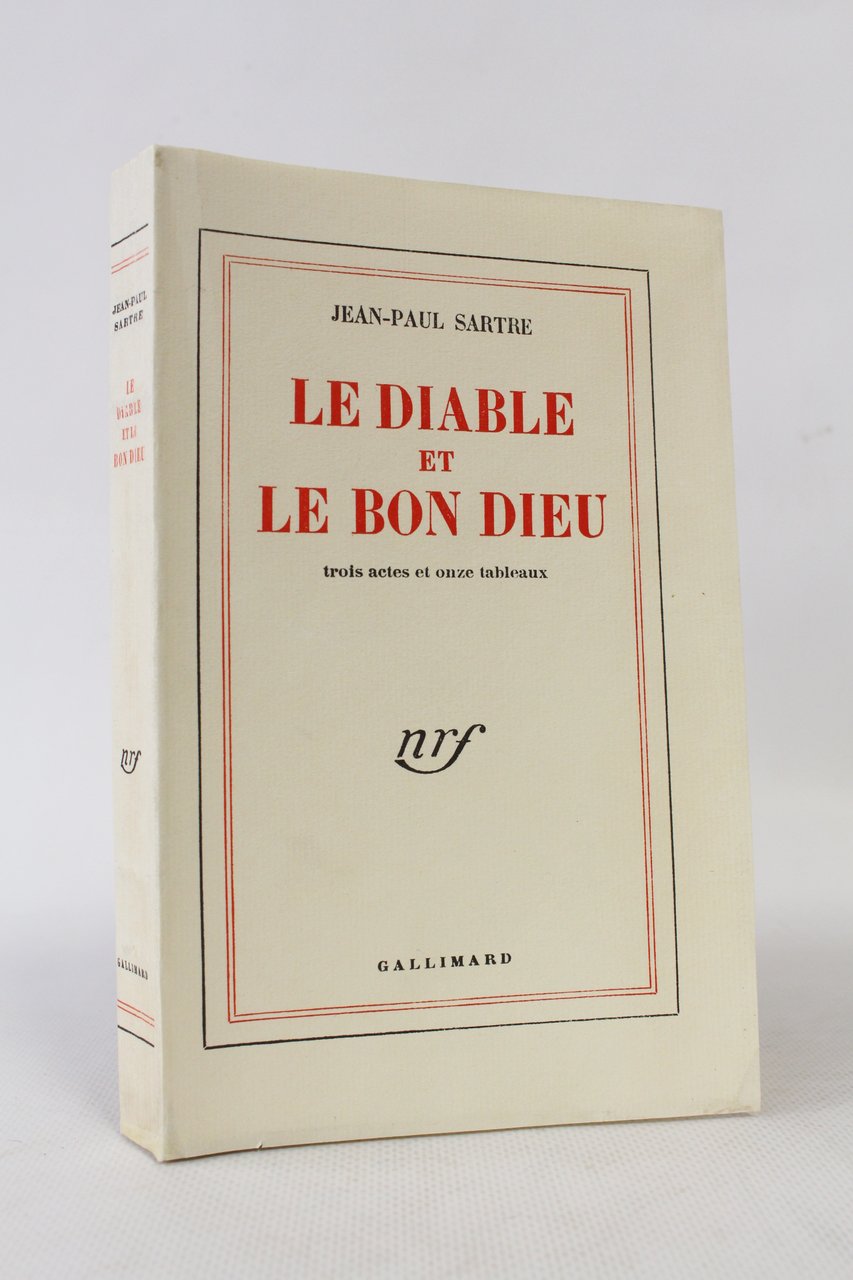 JEAN-PAUL
SARTRE
LE
DIABLE
ET LE
BON DIEU
nrf
GALLIMARD
JEAN-PAUL SARTRE
LE DIABLE
ET
LE BON DIEU
trois actes et onze tableaux
nrf
GALLIMARD